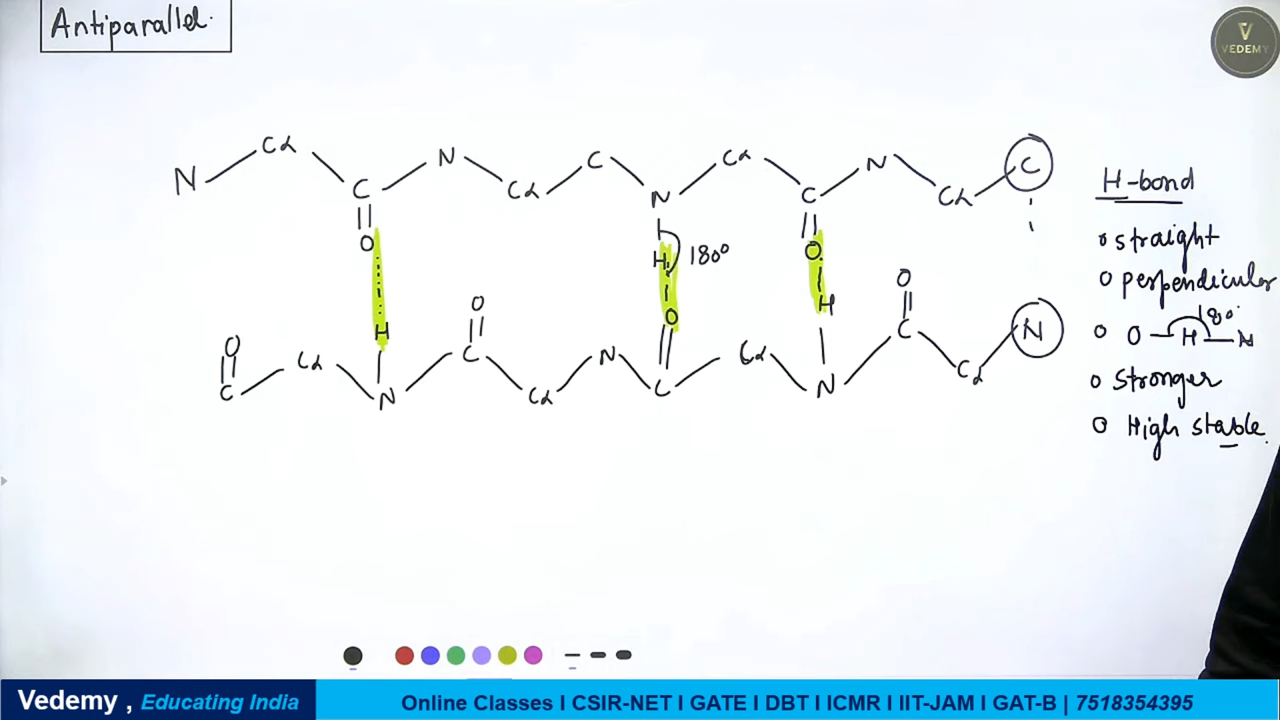 Antiparallel.
V
VEDEMY
N Cα C N Cα C N Cα C N Cα C
O H 180° O
H O H O O
O C Cα N C Cα N C Cα N C Cα N
H-bond
straight
perpendicular
180°
O — H — N
Stronger
High stable.
Vedemy , Educating India
Online Classes I CSIR-NET I GATE I DBT I ICMR I IIT-JAM I GAT-B | 7518354395